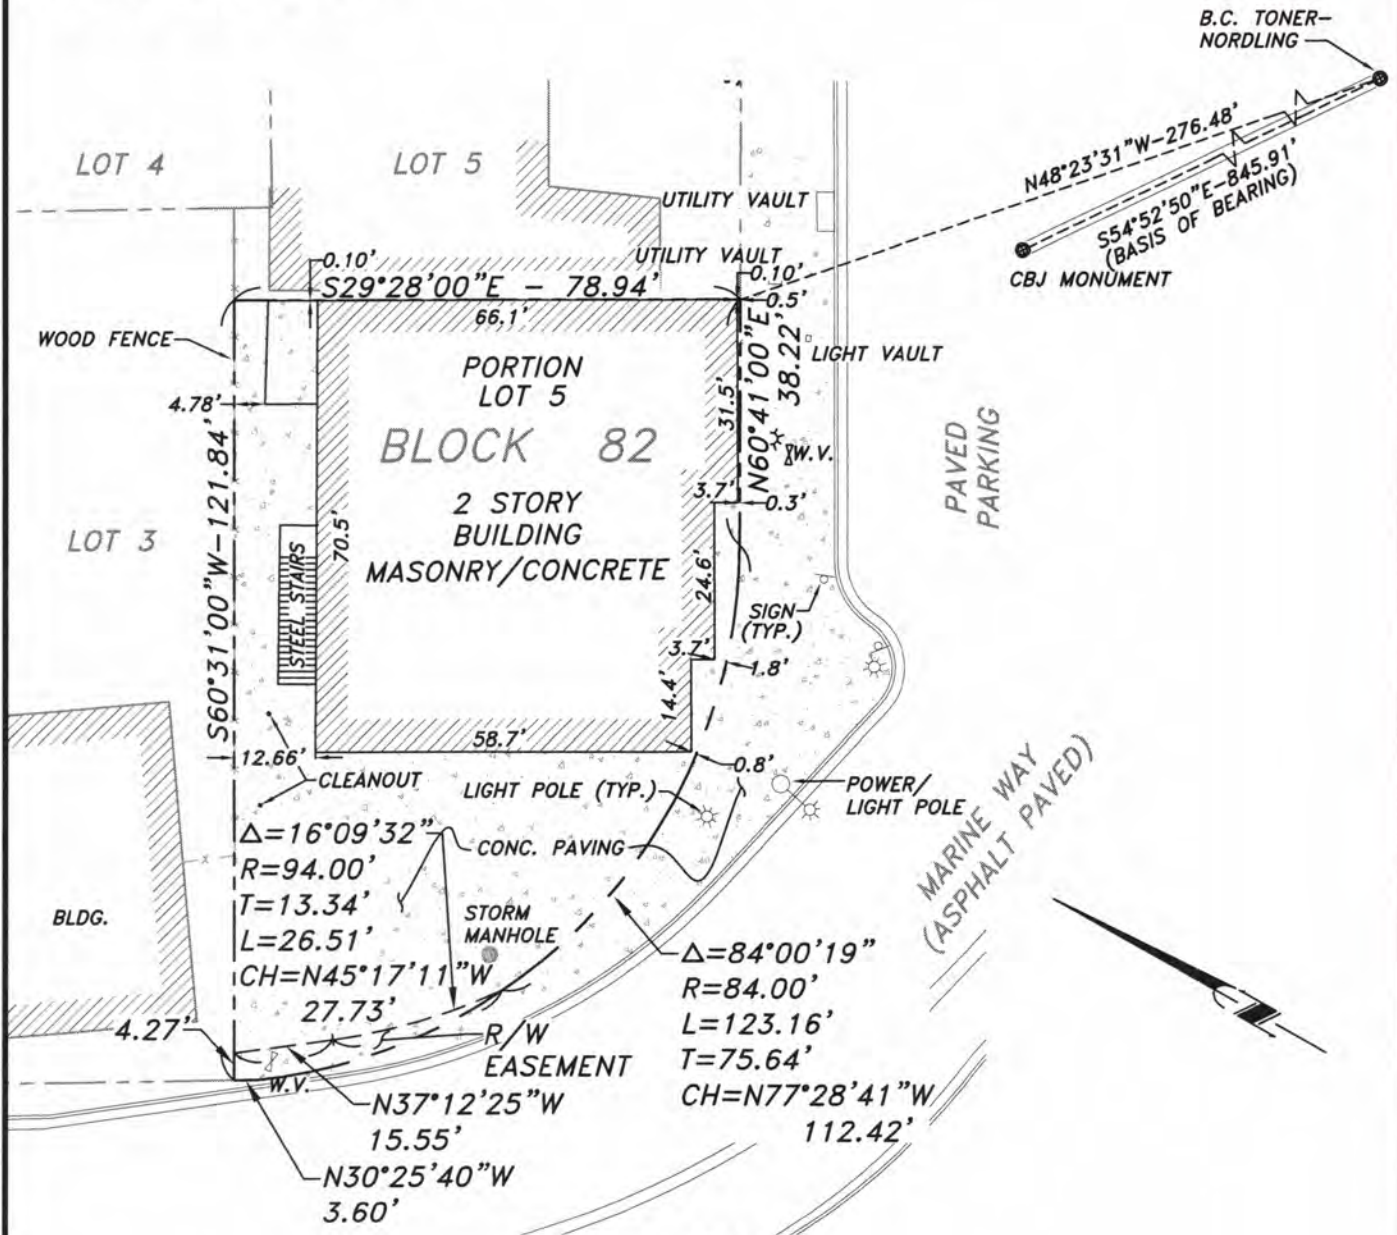 B.C. TONER-
NORDLING
LOT 4
LOT 5
UTILITY VAULT
N48°23'31"W-276.48'
S54°52'50"E-845.91'
(BASIS OF BEARING)
CBJ MONUMENT
UTILITY VAULT
0.10'
0.10'
S29°28'00"E - 78.94'
0.5'
66.1'
WOOD FENCE
LIGHT VAULT
PORTION
LOT 5
N60°41'00"E
38.22'
31.5'
4.78'
BLOCK 82
W.V.
PAVED
PARKING
2 STORY
BUILDING
MASONRY/CONCRETE
3.7'
0.3'
LOT 3
S60°31'00"W-121.84'
70.5'
STEEL STAIRS
24.6'
SIGN
(TYP.)
3.7'
1.8'
14.4'
58.7'
12.66'
0.8'
CLEANOUT
LIGHT POLE (TYP.)
POWER/
LIGHT POLE
MARINE WAY
(ASPHALT PAVED)
Δ=16°09'32"
R=94.00'
T=13.34'
L=26.51'
CH=N45°17'11"W
27.73'
CONC. PAVING
BLDG.
STORM
MANHOLE
Δ=84°00'19"
R=84.00'
L=123.16'
T=75.64'
CH=N77°28'41"W
112.42'
4.27'
R/W
EASEMENT
W.V.
N37°12'25"W
15.55'
N30°25'40"W
3.60'